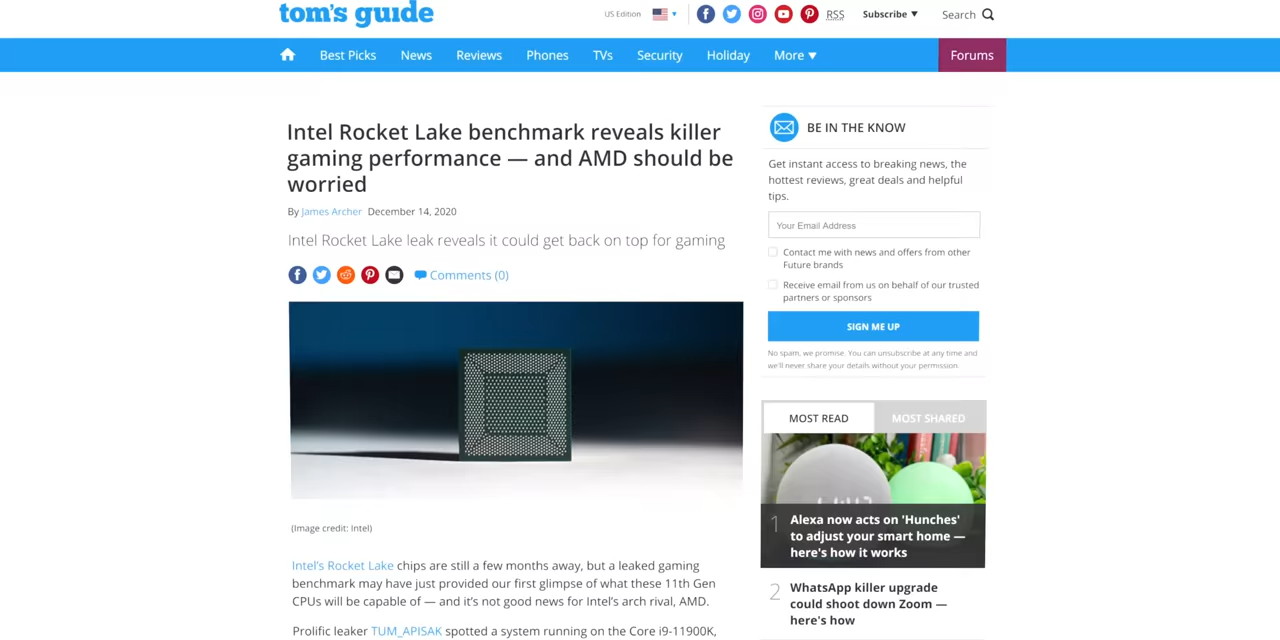 tom's guide
US Edition
RSS
Subscribe
Search
Best Picks News Reviews Phones TVs Security Holiday More Forums
Intel Rocket Lake benchmark reveals killer
gaming performance — and AMD should be
worried
By James Archer December 14, 2020
Intel Rocket Lake leak reveals it could get back on top for gaming
Comments (0)
(Image credit: Intel)
Intel's Rocket Lake chips are still a few months away, but a leaked gaming
benchmark may have just provided our first glimpse of what these 11th Gen
CPUs will be capable of — and it's not good news for Intel's arch rival, AMD.
Prolific leaker TUM_APISAK spotted a system running on the Core i9-11900K,
BE IN THE KNOW
Get instant access to breaking news, the
hottest reviews, great deals and helpful
tips.
Your Email Address
Contact me with news and offers from other
Future brands
Receive email from us on behalf of our trusted
partners or sponsors
SIGN ME UP
No spam, we promise. You can unsubscribe at any time and
we'll never share your details without your permission.
MOST READ
MOST SHARED
1
Alexa now acts on 'Hunches'
to adjust your smart home —
here's how it works
2
WhatsApp killer upgrade
could shoot down Zoom —
here's how